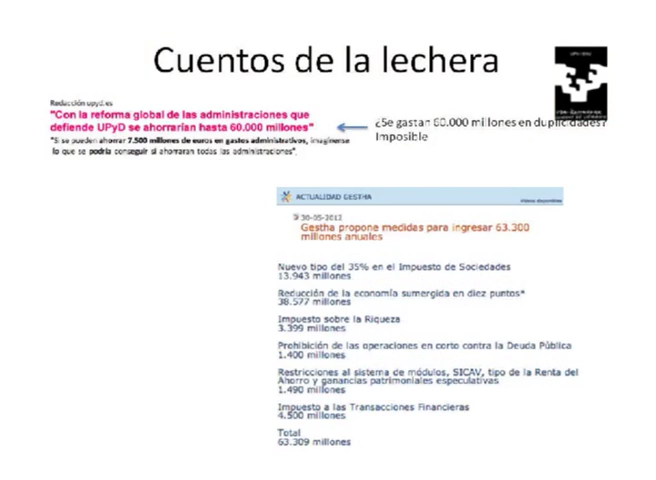 Cuentos de la lechera
Redacción upyd.es
"Con la reforma global de las administraciones que
defiende UPyD se ahorrarían hasta 60.000 millones"
"Si se pueden ahorrar 7.500 millones de euros en gastos administrativos, imaginense
lo que se podría conseguir si ahorraran todas las administraciones".
¿Se gastan 60.000 millones en duplicidades?
Imposible
ACTUALIDAD GESTHA
30-05-2012
Gestha propone medidas para ingresar 63.300
millones anuales
Nuevo tipo del 35% en el Impuesto de Sociedades
13.943 millones
Reducción de la economía sumergida en diez puntos*
38.577 millones
Impuesto sobre la Riqueza
3.399 millones
Prohibición de las operaciones en corto contra la Deuda Pública
1.400 millones
Restricciones al sistema de módulos, SICAV, tipo de la Renta del
Ahorro y ganancias patrimoniales especulativas
1.490 millones
Impuesto a las Transacciones Financieras
4.500 millones
Total
63.309 millones